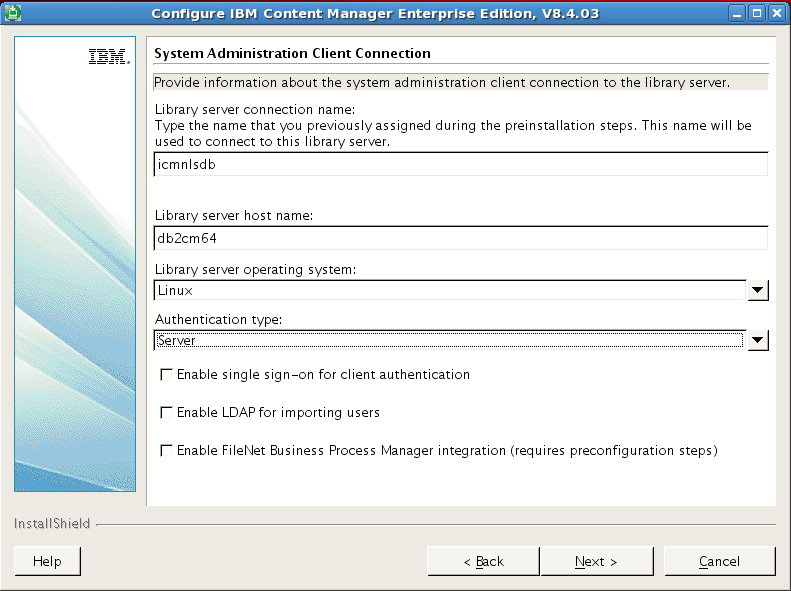 Configure IBM Content Manager Enterprise Edition, V8.4.03
IBM.
System Administration Client Connection
Provide information about the system administration client connection to the library server.
Library server connection name:
Type the name that you previously assigned during the preinstallation steps. This name will be
used to connect to this library server.
icmnlsdb
Library server host name:
db2cm64
Library server operating system:
Linux
Authentication type:
Server
Enable single sign-on for client authentication
Enable LDAP for importing users
Enable FileNet Business Process Manager integration (requires preconfiguration steps)
InstallShield
Help
< Back
Next >
Cancel